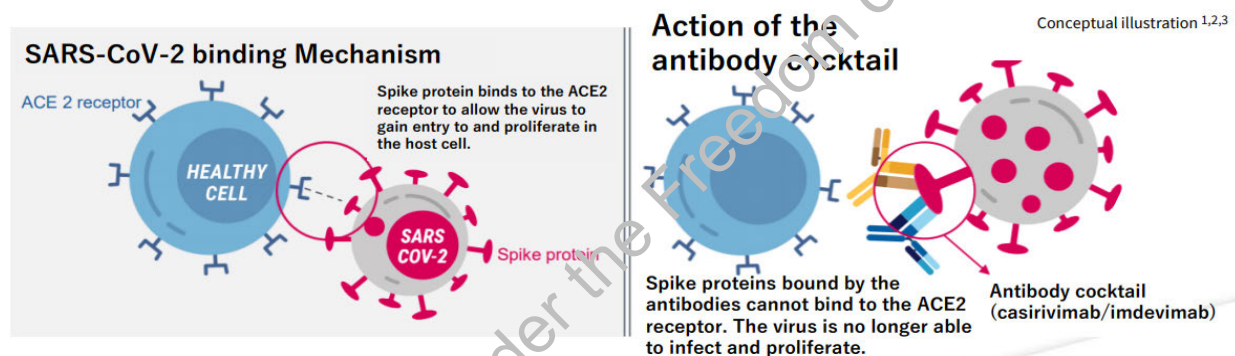 SARS-CoV-2 binding Mechanism
ACE 2 receptor
Spike protein binds to the ACE2
receptor to allow the virus to
gain entry to and proliferate in
the host cell.
HEALTHY
CELL
SARS
COV-2
Spike protein
Action of the
antibody cocktail
Conceptual illustration 1,2,3
Spike proteins bound by the
antibodies cannot bind to the ACE2
receptor. The virus is no longer able
to infect and proliferate.
Antibody cocktail
(casirivimab/imdevimab)
der the Freedom